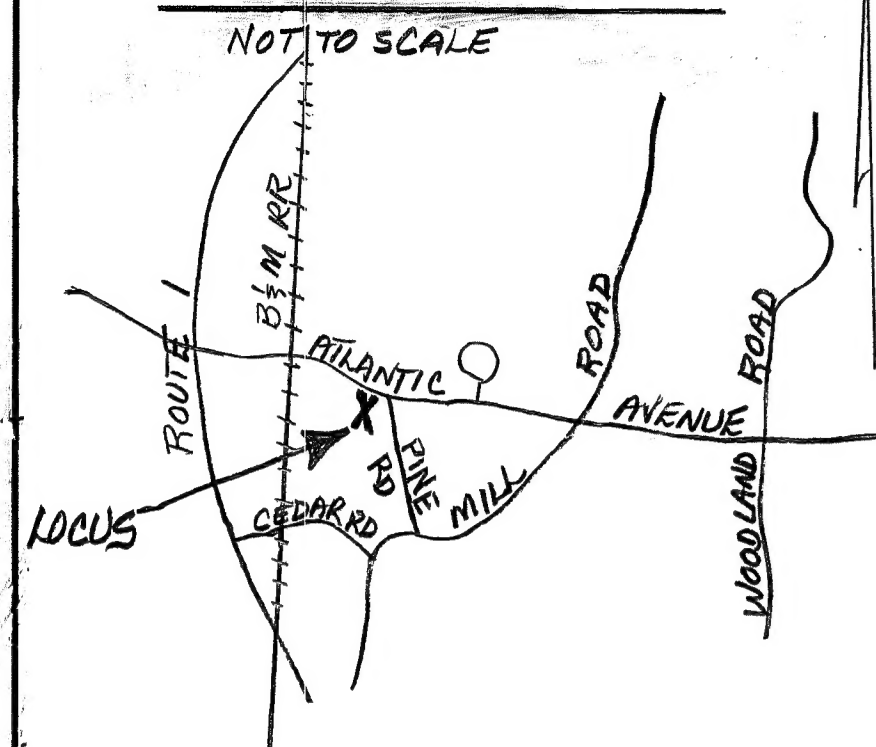 NOT TO SCALE
B&M RR
ROUTE 1
ATLANTIC
AVENUE
ROAD
ROAD
WOODLAND
X
PINE
RD
MILL
CEDAR RD
LOCUS